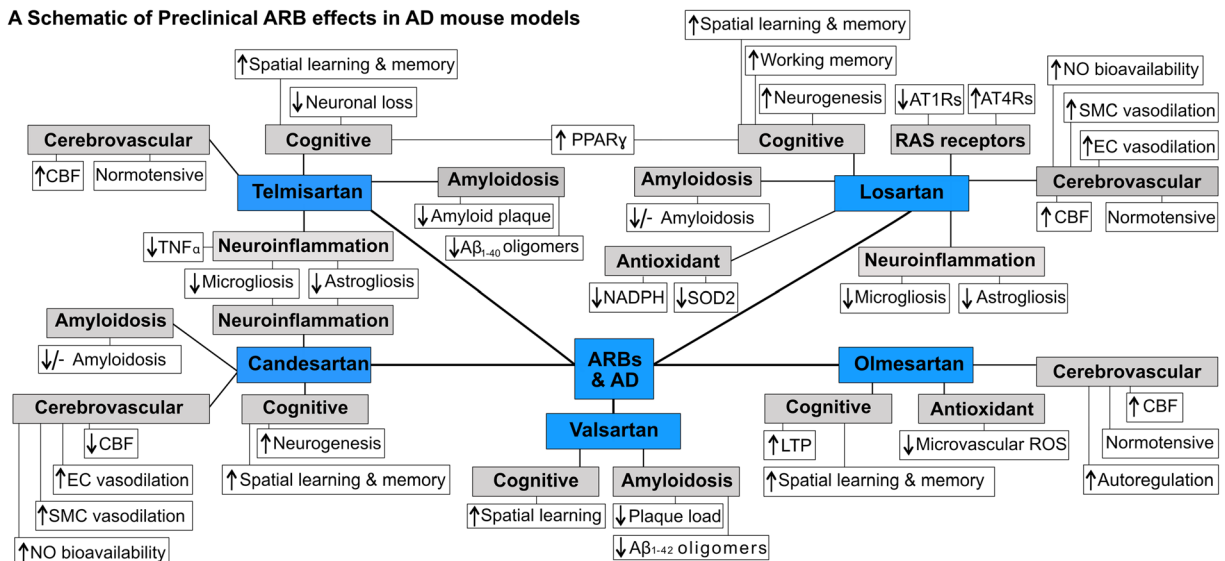 A Schematic of Preclinical ARB effects in AD mouse models
↑Spatial learning & memory
↓Neuronal loss
Cognitive
Cerebrovascular
↑CBF
Normotensive
Telmisartan
Amyloidosis
↓Amyloid plaque
↓Aβ1-40 oligomers
Neuroinflammation
↓TNFα
↓Microgliosis
↓Astrogliosis
↑PPARɣ
↑Spatial learning & memory
↑Working memory
↑Neurogenesis
Cognitive
↓AT1Rs
↑AT4Rs
RAS receptors
↑NO bioavailability
↑SMC vasodilation
↑EC vasodilation
Cerebrovascular
↑CBF
Normotensive
Losartan
Amyloidosis
↓/- Amyloidosis
Antioxidant
↓NADPH
↓SOD2
Neuroinflammation
↓Microgliosis
↓Astrogliosis
Neuroinflammation
Candesartan
Amyloidosis
↓/- Amyloidosis
Cerebrovascular
↓CBF
↑EC vasodilation
↑SMC vasodilation
↑NO bioavailability
Cognitive
↑Neurogenesis
↑Spatial learning & memory
ARBs
& AD
Valsartan
Cognitive
↑Spatial learning
Amyloidosis
↓Plaque load
↓Aβ1-42 oligomers
Olmesartan
Cognitive
↑LTP
↑Spatial learning & memory
Antioxidant
↓Microvascular ROS
Cerebrovascular
↑CBF
Normotensive
↑Autoregulation